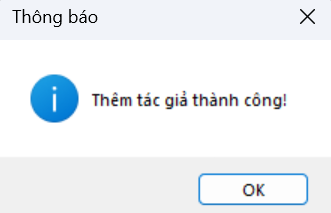 Thông báo
Thêm tác giả thành công!
OK